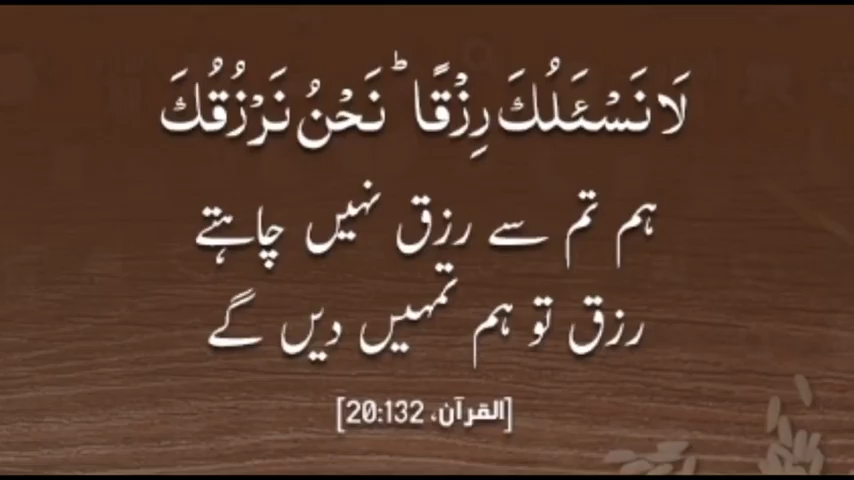 لَا نَسْـَٔلُكَ رِزْقًا ؕ نَحْنُ نَرْزُقُكَ
ہم تم سے رزق نہیں چاہتے
رزق تو ہم تمہیں دیں گے
[القرآن، 20:132]